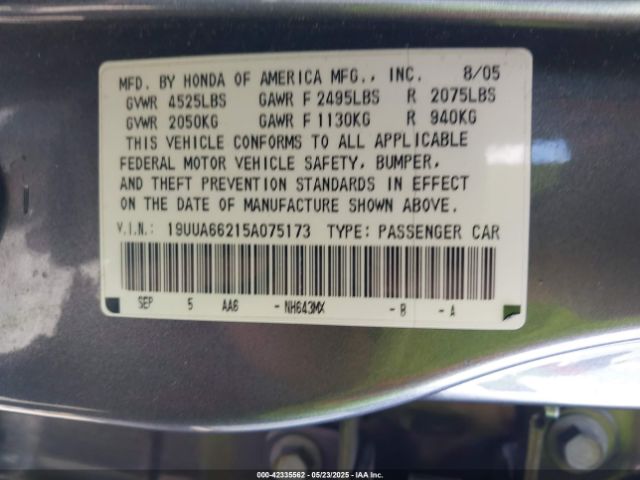 MFD. BY HONDA OF AMERICA MFG., INC. 8/05
GVWR 4525LBS GAWR F 2495LBS R 2075LBS
GVWR 2050KG GAWR F 1130KG R 940KG
THIS VEHICLE CONFORMS TO ALL APPLICABLE
FEDERAL MOTOR VEHICLE SAFETY, BUMPER,
AND THEFT PREVENTION STANDARDS IN EFFECT
ON THE DATE OF MANUFACTURE SHOWN ABOVE.
V.I.N.: 19UUA66215A075173 TYPE: PASSENGER CAR
SEP 5 AA6 - NH643MX - B - A
000-42335562 - 05/23/2025 - IAAI.com